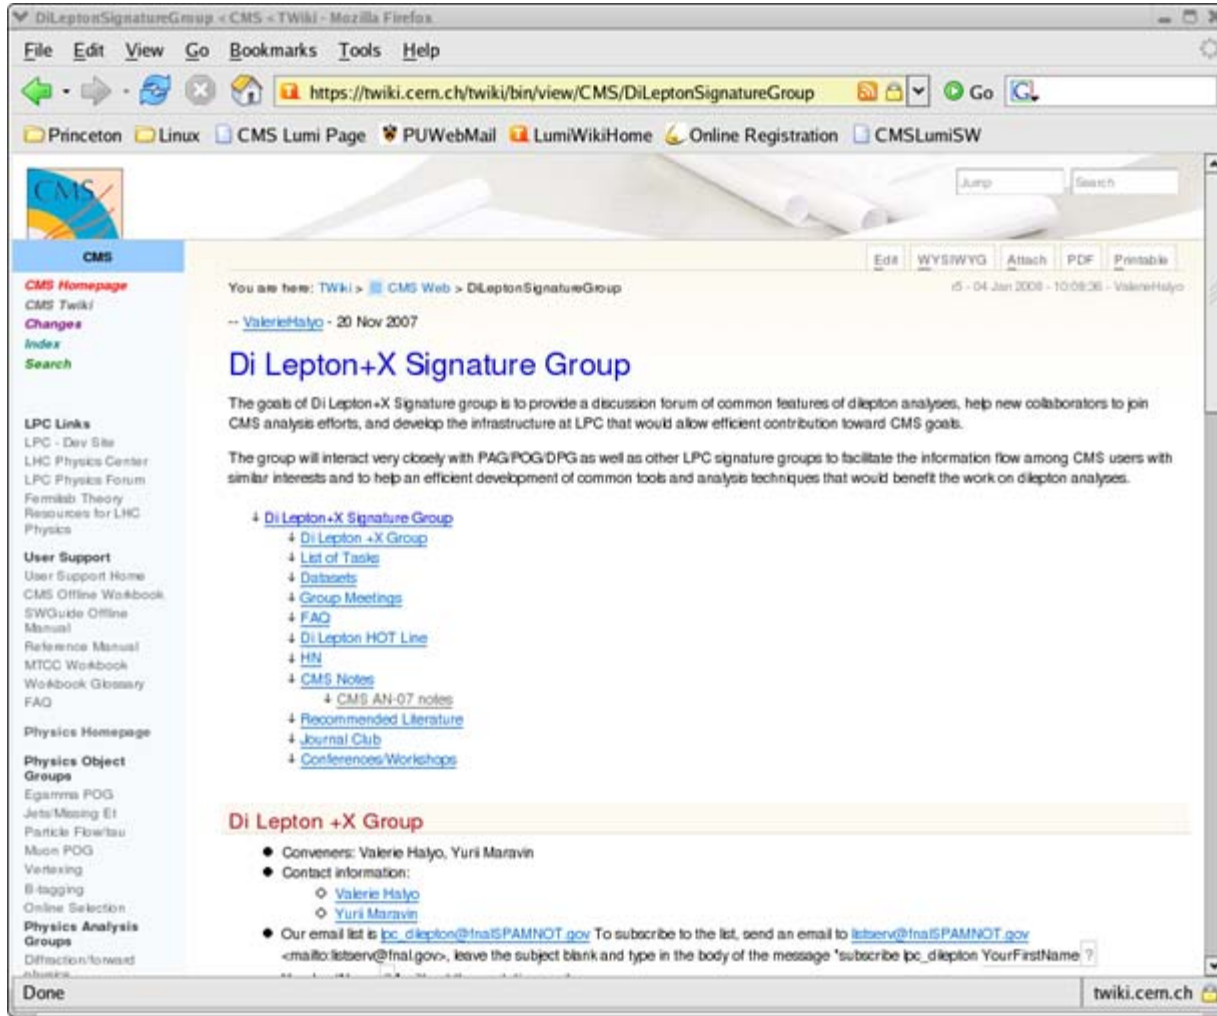 DiLeptonSignatureGroup < CMS < TWiki - Mozilla Firefox
File Edit View Go Bookmarks Tools Help
https://twiki.cern.ch/twiki/bin/view/CMS/DiLeptonSignatureGroup Go
Princeton Linux CMS Lumi Page PUWebMail LumiWikiHome Online Registration CMSLumiSW
CMS
Jump Search
CMS
Edit WYSIWYG Attach PDF Printable
CMS Homepage
CMS Twiki
Changes
Index
Search
LPC Links
LPC - Dev Site
LHC Physics Center
LPC Physics Forum
Fermilab Theory
Resources for LHC
Physics
User Support
User Support Home
CMS Offline Workbook
SWGuide Offline
Manual
Reference Manual
MTCC Workbook
Workbook Glossary
FAQ
Physics Homepage
Physics Object
Groups
Egamma POG
Jets/Missing Et
Particle Flow/tau
Muon POG
Vertexing
B-tagging
Online Selection
Physics Analysis
Groups
Diffraction/forward
You are here: TWiki > CMS Web > DiLeptonSignatureGroup
r5 - 04 Jan 2008 - 10:09:36 - ValerieHalyo
-- ValerieHalyo - 20 Nov 2007
Di Lepton+X Signature Group
The goals of Di Lepton+X Signature group is to provide a discussion forum of common features of dilepton analyses, help new collaborators to join
CMS analysis efforts, and develop the infrastructure at LPC that would allow efficient contribution toward CMS goals.
The group will interact very closely with PAG/POG/DPG as well as other LPC signature groups to facilitate the information flow among CMS users with
similar interests and to help an efficient development of common tools and analysis techniques that would benefit the work on dilepton analyses.
↓ Di Lepton+X Signature Group
↓ Di Lepton +X Group
↓ List of Tasks
↓ Datasets
↓ Group Meetings
↓ FAQ
↓ Di Lepton HOT Line
↓ HN
↓ CMS Notes
↓ CMS AN-07 notes
↓ Recommended Literature
↓ Journal Club
↓ Conferences/Workshops
Di Lepton +X Group
● Conveners: Valerie Halyo, Yurii Maravin
● Contact information:
○ Valerie Halyo
○ Yurii Maravin
● Our email list is lpc_dilepton@fnalSPAMNOT.gov To subscribe to the list, send an email to listserv@fnalSPAMNOT.gov
<mailto:listserv@fnal.gov>, leave the subject blank and type in the body of the message "subscribe lpc_dilepton YourFirstName ?
Done twiki.cern.ch